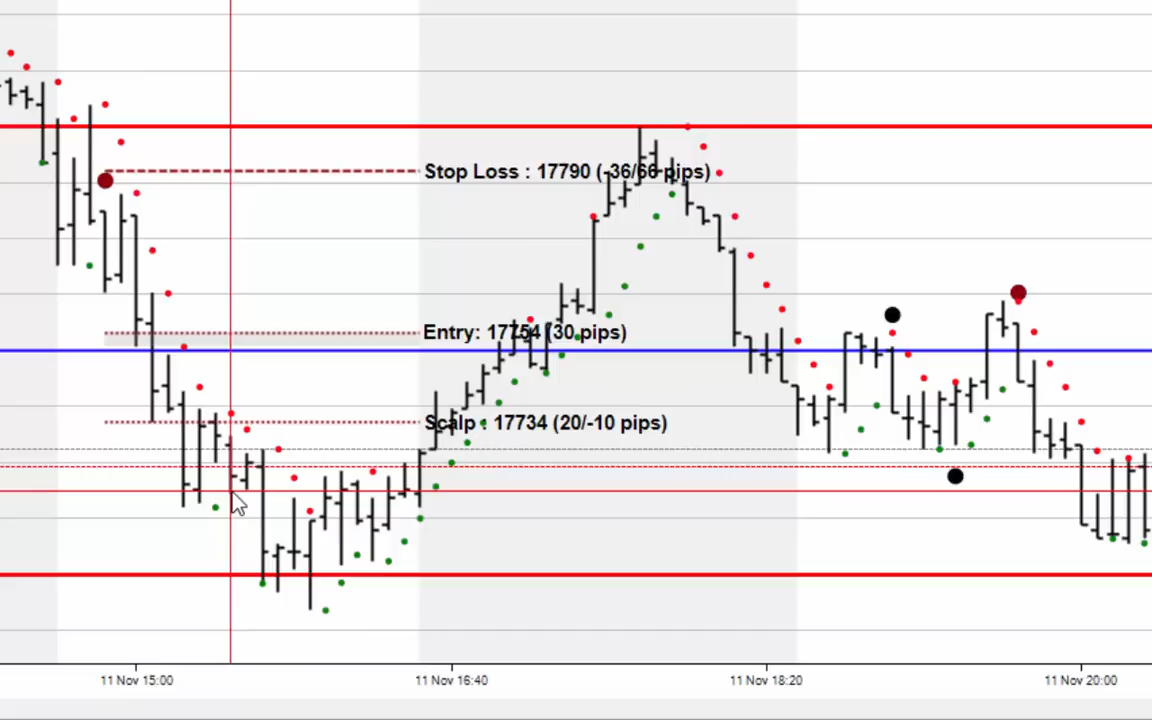 Stop Loss : 17790 (-36/66 pips)
Entry: 17754 (30 pips)
Scalp : 17734 (20/-10 pips)
11 Nov 15:00
11 Nov 16:40
11 Nov 18:20
11 Nov 20:00